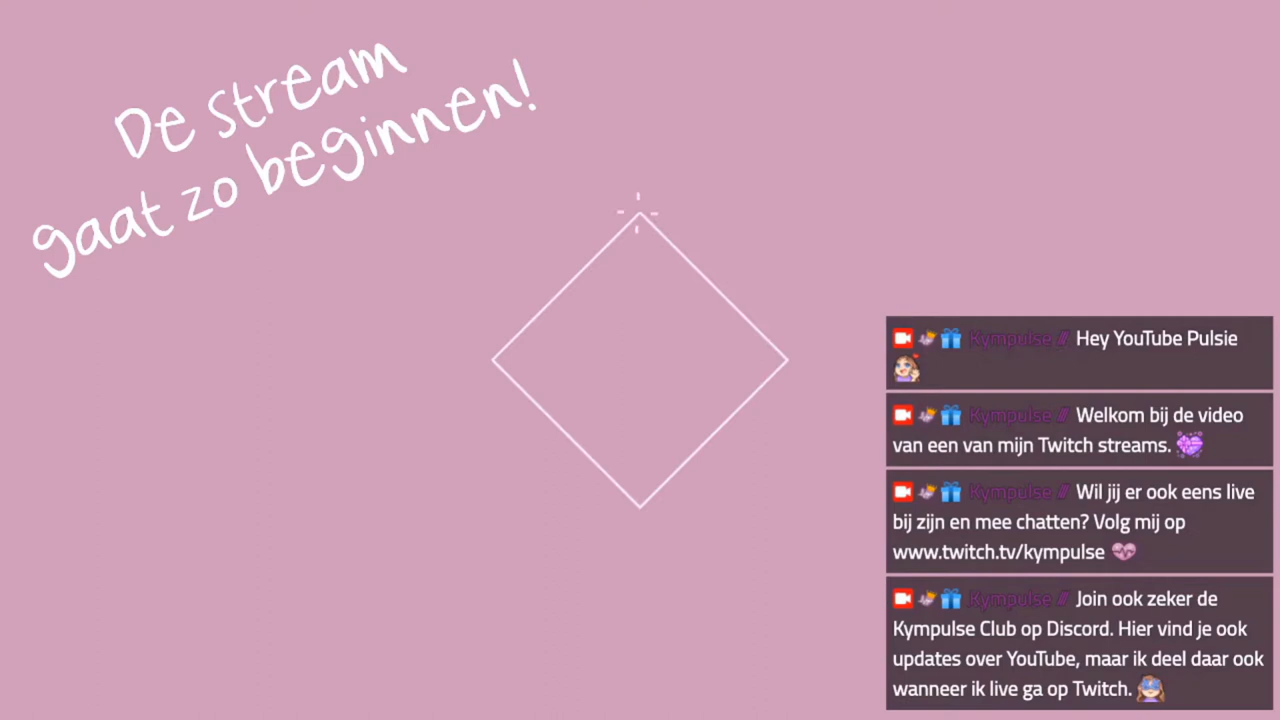 De stream
gaat zo beginnen!
Kympulse // Hey YouTube Pulsie
Kympulse // Welkom bij de video
van een van mijn Twitch streams.
Kympulse // Wil jij er ook eens live
bij zijn en mee chatten? Volg mij op
www.twitch.tv/kympulse
Kympulse // Join ook zeker de
Kympulse Club op Discord. Hier vind je ook
updates over YouTube, maar ik deel daar ook
wanneer ik live ga op Twitch.